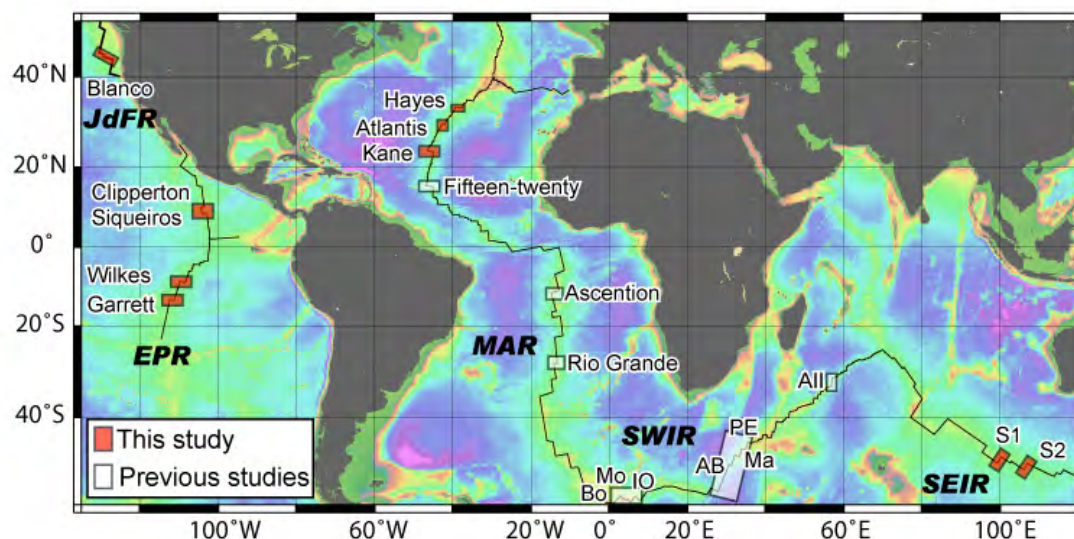 40°N
20°N
0°
20°S
40°S
Blanco
JdFR
Clipperton
Siqueiros
Wilkes
Garrett
EPR
Hayes
Atlantis
Kane
Fifteen-twenty
Ascention
Rio Grande
MAR
SWIR
AII
PE
AB
Ma
Mo
IO
Bo
S1
S2
SEIR
This study
Previous studies
100°W
60°W
20°W
0°E
20°E
60°E
100°E